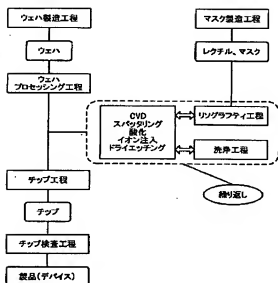 ウェハ製造工程
マスク製造工程
ウェハ
レクチル、マスク
ウェハ
プロセッシング工程
CVD
スパッタリング
酸化
イオン注入
ドライエッチング
リソグラフティ工程
洗浄工程
チップ工程
繰り返し
チップ
チップ検査工程
製品(デバイス)